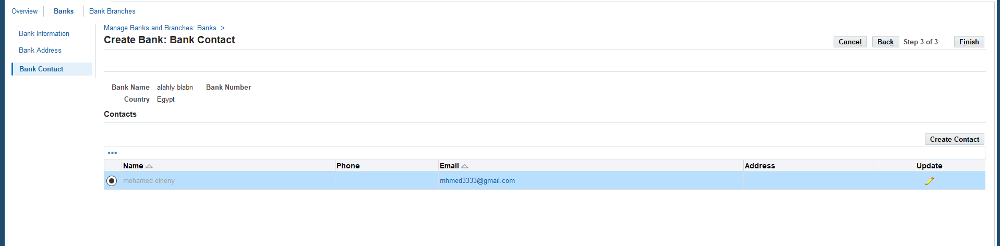 Overview Banks Bank Branches
Bank Information
Bank Address
Bank Contact
Manage Banks and Branches: Banks >
Create Bank: Bank Contact
Cancel Back Step 3 of 3 Finish
Bank Name alahly blabn Bank Number
Country Egypt
Contacts
Create Contact
Name Phone Email Address Update
mohamed elneny mhmed3333@gmail.com